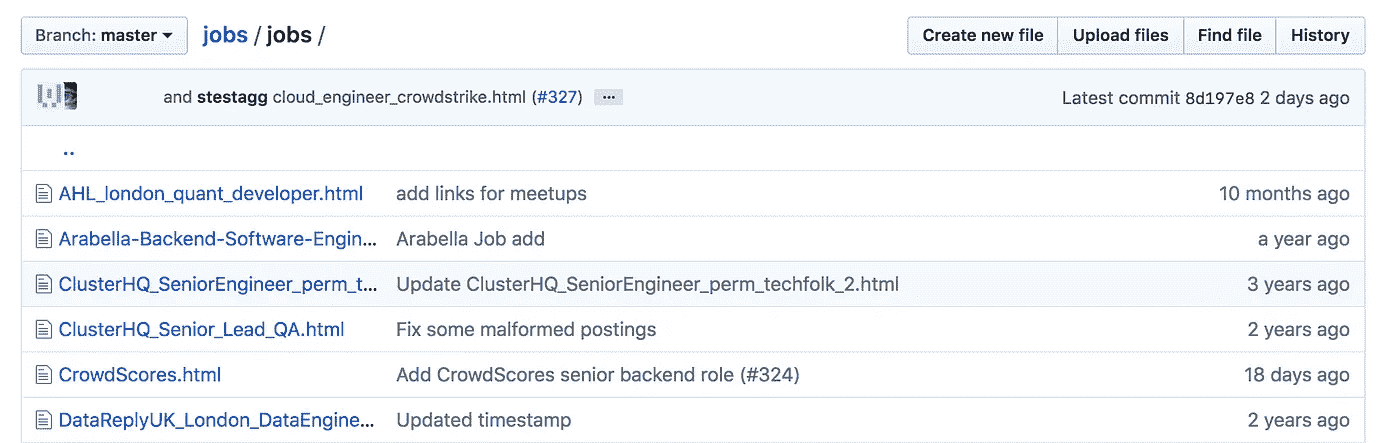 Branch: master jobs / jobs / Create new file Upload files Find file History
and stestagg cloud_engineer_crowdstrike.html (#327) ... Latest commit 8d197e8 2 days ago
..
AHL_london_quant_developer.html add links for meetups 10 months ago
Arabella-Backend-Software-Engin... Arabella Job add a year ago
ClusterHQ_SeniorEngineer_perm_t... Update ClusterHQ_SeniorEngineer_perm_techfolk_2.html 3 years ago
ClusterHQ_Senior_Lead_QA.html Fix some malformed postings 2 years ago
CrowdScores.html Add CrowdScores senior backend role (#324) 18 days ago
DataReplyUK_London_DataEngine... Updated timestamp 2 years ago